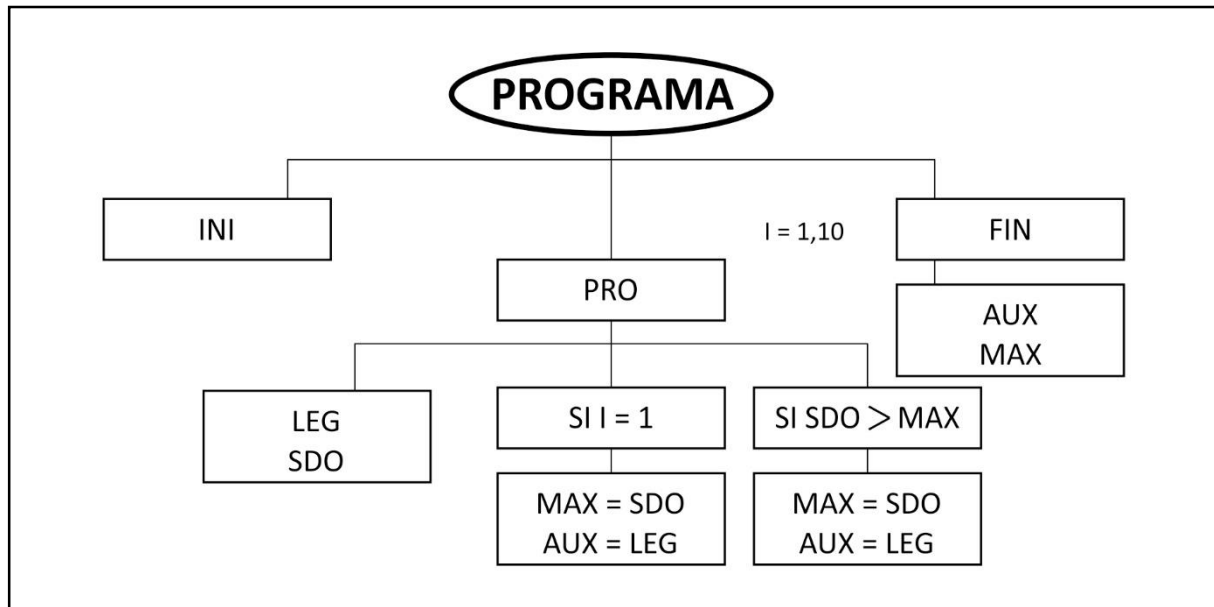 PROGRAMA
INI
I = 1,10
FIN
PRO
AUX
MAX
LEG
SDO
SI I = 1
SI SDO > MAX
MAX = SDO
AUX = LEG
MAX = SDO
AUX = LEG